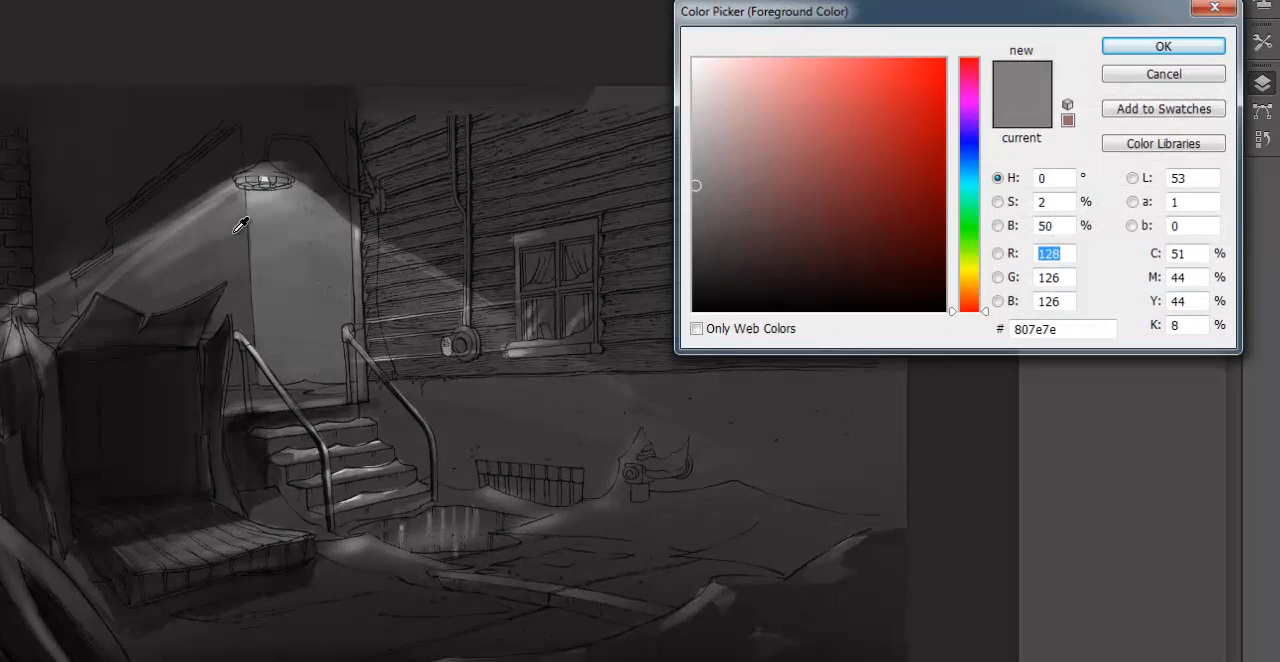 Color Picker (Foreground Color)
new
current
OK
Cancel
Add to Swatches
Color Libraries
H: 0 °
S: 2 %
B: 50 %
R: 128
G: 126
B: 126
# 807e7e
L: 53
a: 1
b: 0
C: 51 %
M: 44 %
Y: 44 %
K: 8 %
Only Web Colors